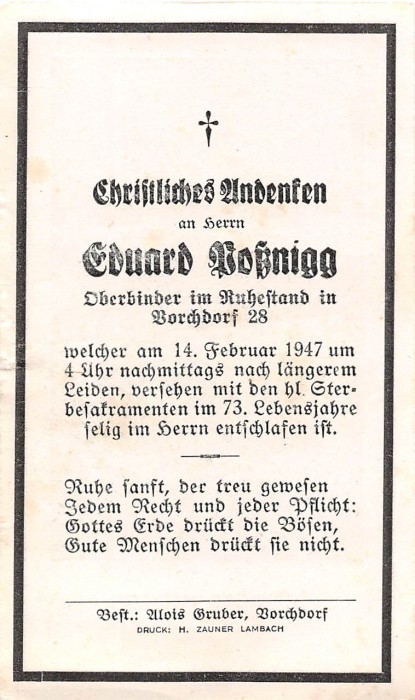 Christliches Andenken
an Herrn
Eduard Poßnigg
Oberbinder im Ruhestand in
Vorchdorf 28
welcher am 14. Februar 1947 um
4 Uhr nachmittags nach längerem
Leiden, versehen mit den hl. Ster-
besakramenten im 73. Lebensjahre
selig im Herrn entschlafen ist.
Ruhe sanft, der treu gewesen
Jedem Recht und jeder Pflicht:
Gottes Erde drückt die Bösen,
Gute Menschen drückt sie nicht.
Best.: Alois Gruber, Vorchdorf
DRUCK: H. ZAUNER LAMBACH